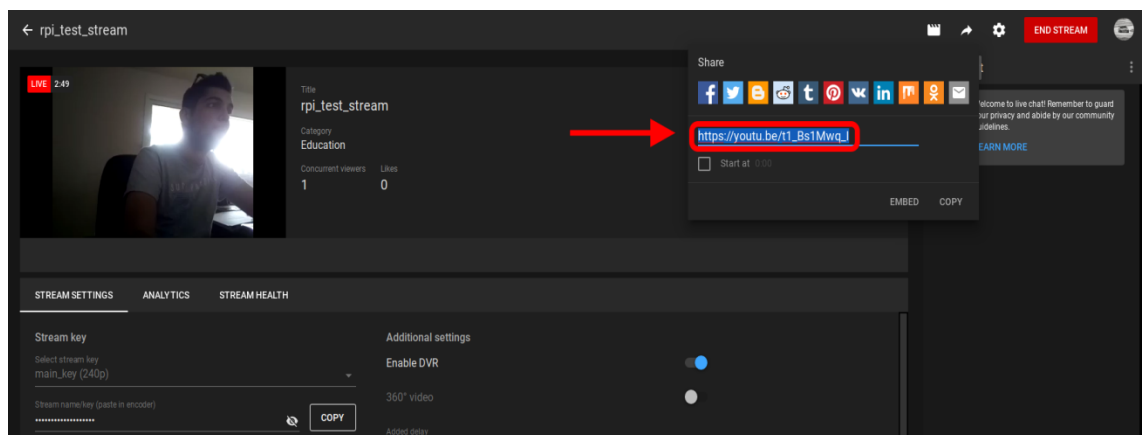 rpi_test_stream
END STREAM
LIVE 2:49
Title
rpi_test_stream
Category
Education
Concurrent viewers Likes
1 0
Share
https://youtu.be/t1_Bs1Mwq_I
Start at 0:00
EMBED COPY
elcome to live chat! Remember to guard
our privacy and abide by our community
uidelines.
EARN MORE
STREAM SETTINGS ANALYTICS STREAM HEALTH
Stream key
Select stream key
main_key (240p)
Stream name/key (paste in encoder)
•••••••••••••••••••
COPY
Additional settings
Enable DVR
360° video
Added delay